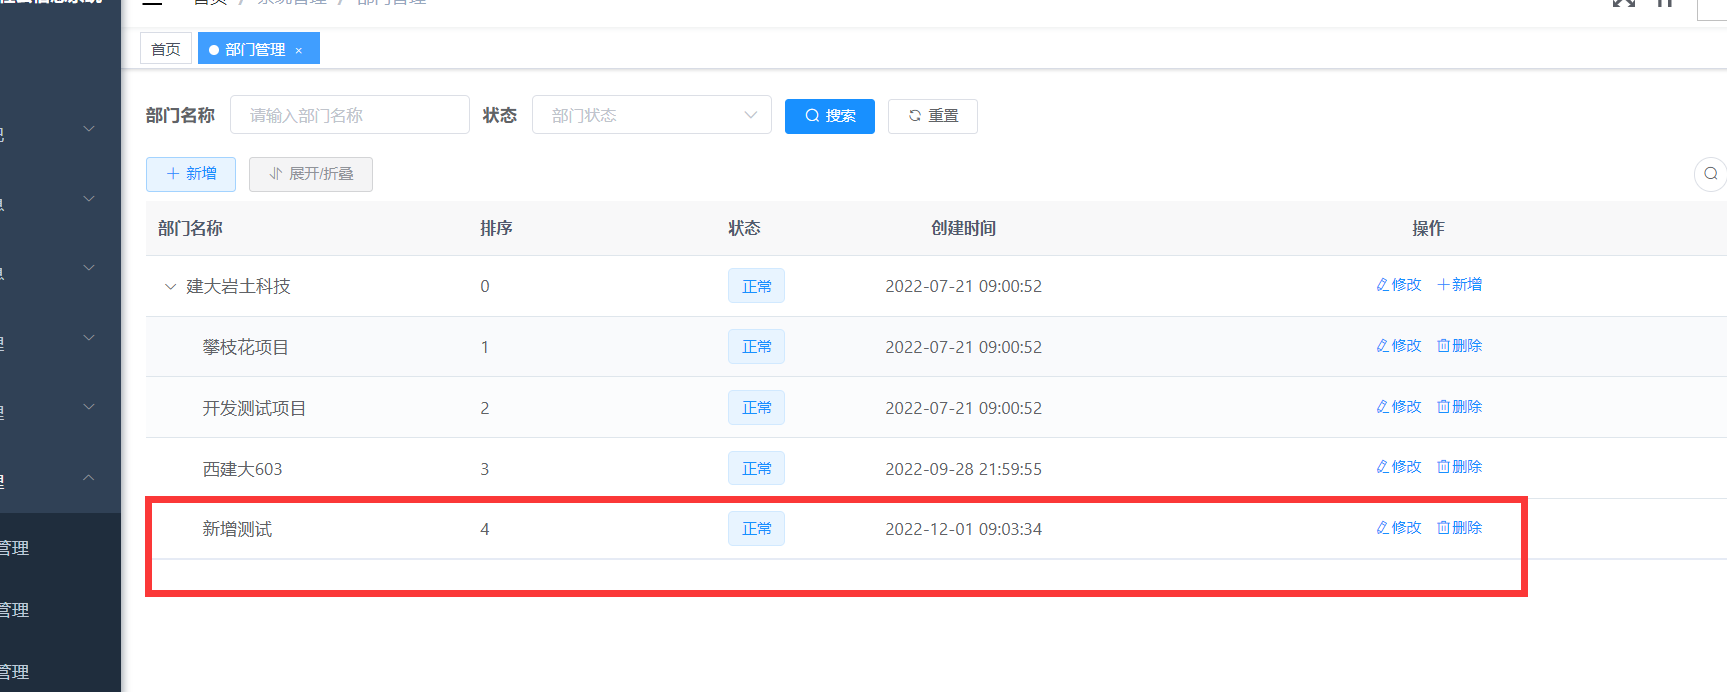 首页 / 系统管理 / 部门管理
首页
部门管理 ×
部门名称 请输入部门名称 状态 部门状态 搜索 重置
新增 展开/折叠
部门名称 排序 状态 创建时间 操作
建大岩土科技 0 正常 2022-07-21 09:00:52 修改 新增
攀枝花项目 1 正常 2022-07-21 09:00:52 修改 删除
开发测试项目 2 正常 2022-07-21 09:00:52 修改 删除
西建大603 3 正常 2022-09-28 21:59:55 修改 删除
新增测试 4 正常 2022-12-01 09:03:34 修改 删除
管理
管理
管理